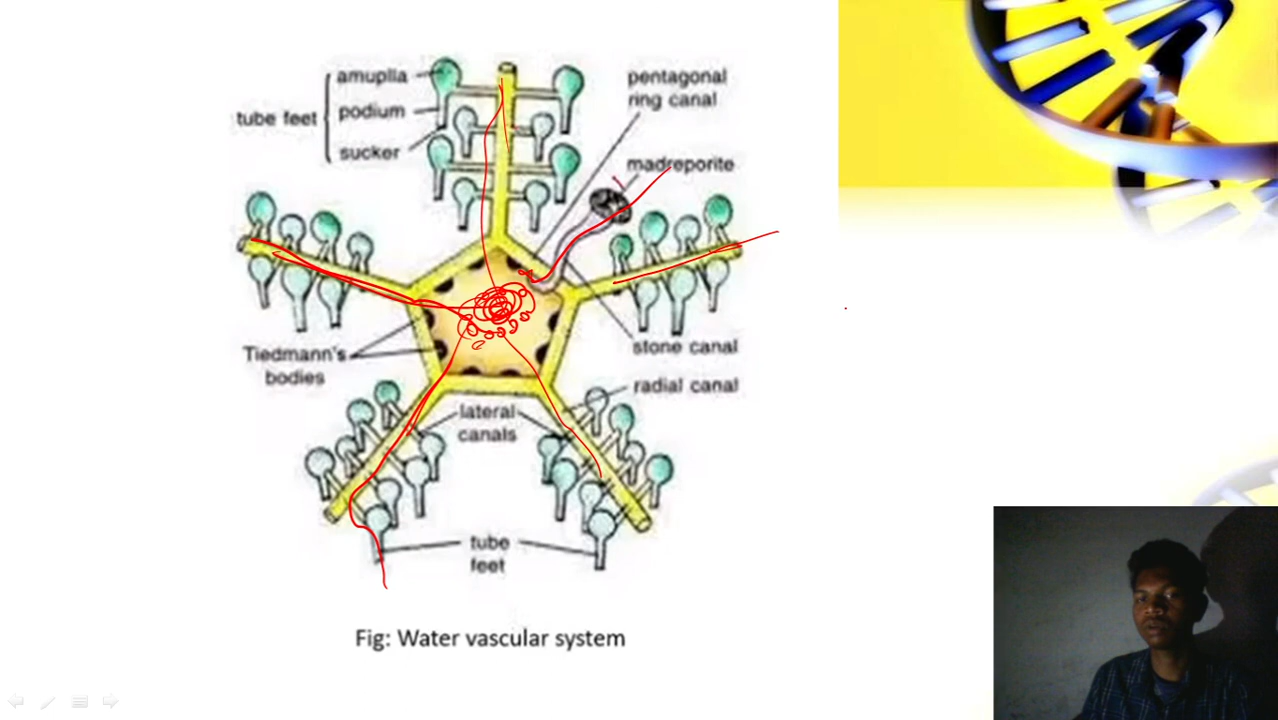 amuplla
tube feet
podium
sucker
pentagonal
ring canal
madreporite
Tiedmann's
bodies
stone canal
radial canal
lateral
canals
tube
feet
Fig: Water vascular system